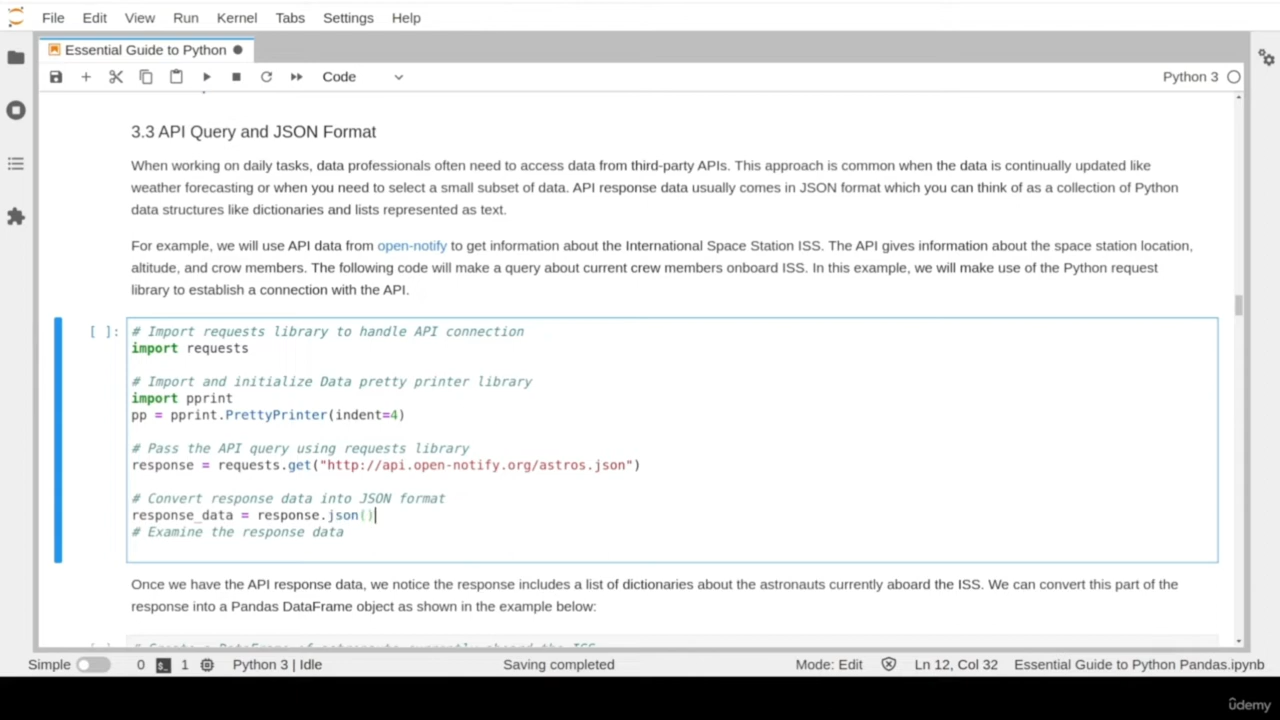 File Edit View Run Kernel Tabs Settings Help
Essential Guide to Python
Code
Python 3
3.3 API Query and JSON Format
When working on daily tasks, data professionals often need to access data from third-party APIs. This approach is common when the data is continually updated like
weather forecasting or when you need to select a small subset of data. API response data usually comes in JSON format which you can think of as a collection of Python
data structures like dictionaries and lists represented as text.
For example, we will use API data from open-notify to get information about the International Space Station ISS. The API gives information about the space station location,
altitude, and crow members. The following code will make a query about current crew members onboard ISS. In this example, we will make use of the Python request
library to establish a connection with the API.
[ ]: # Import requests library to handle API connection
import requests
# Import and initialize Data pretty printer library
import pprint
pp = pprint.PrettyPrinter(indent=4)
# Pass the API query using requests library
response = requests.get("http://api.open-notify.org/astros.json")
# Convert response data into JSON format
response_data = response.json()
# Examine the response data
Once we have the API response data, we notice the response includes a list of dictionaries about the astronauts currently aboard the ISS. We can convert this part of the
response into a Pandas DataFrame object as shown in the example below:
Simple 0 $_ 1 Python 3 | Idle Saving completed Mode: Edit Ln 12, Col 32 Essential Guide to Python Pandas.ipynb
ûdemy